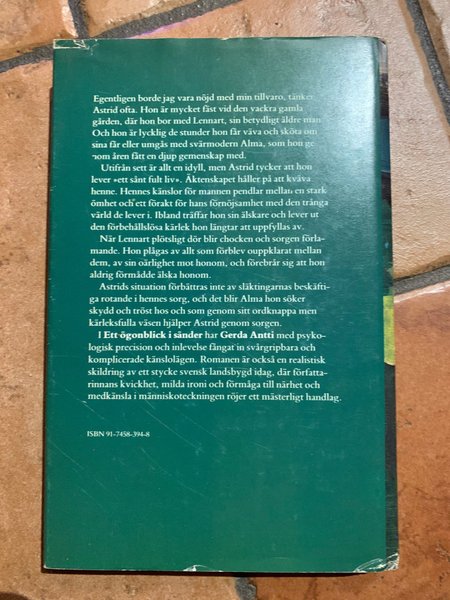 Egentligen borde jag vara nöjd med min tillvaro, tänker
Astrid ofta. Hon är mycket fäst vid den vackra gamla
gården, där hon bor med Lennart, sin betydligt äldre man
Och hon är lycklig de stunder hon får väva och sköta om
sina får eller umgås med svärmodern Alma, som hon ge
nom åren fått en djup gemenskap med.
Utifrån sett är allt en idyll, men Astrid tycker att hon
lever »ett sånt fult liv». Äktenskapet håller på att kväva
henne. Hennes känslor för mannen pendlar mellan en stark
ömhet och ett förakt för hans förnöjsamhet med den trånga
värld de lever i. Ibland träffar hon sin älskare och lever ut
den förbehållslösa kärlek hon längtar att uppfyllas av.
När Lennart plötsligt dör blir chocken och sorgen förla-
mande. Hon plågas av allt som förblev ouppklarat mellan
dem, av sin oärlighet mot honom, och förebrår sig att hon
aldrig förmådde älska honom.
Astrids situation förbättras inte av släktingarnas beskäfti-
ga rotande i hennes sorg, och det blir Alma hon söker
skydd och tröst hos och som genom sitt ordknappa men
kärleksfulla väsen hjälper Astrid genom sorgen.
I Ett ögonblick i sänder har Gerda Antti med psyko-
logisk precision och inlevelse fångat in svårgripbara och
komplicerade känslolägen. Romanen är också en realistisk
skildring av ett stycke svensk landsbygd idag, där författa-
rinnans kvickhet, milda ironi och förmåga till närhet och
medkänsla i människoteckningen röjer ett mästerligt handlag.
ISBN 91-7458-394-8